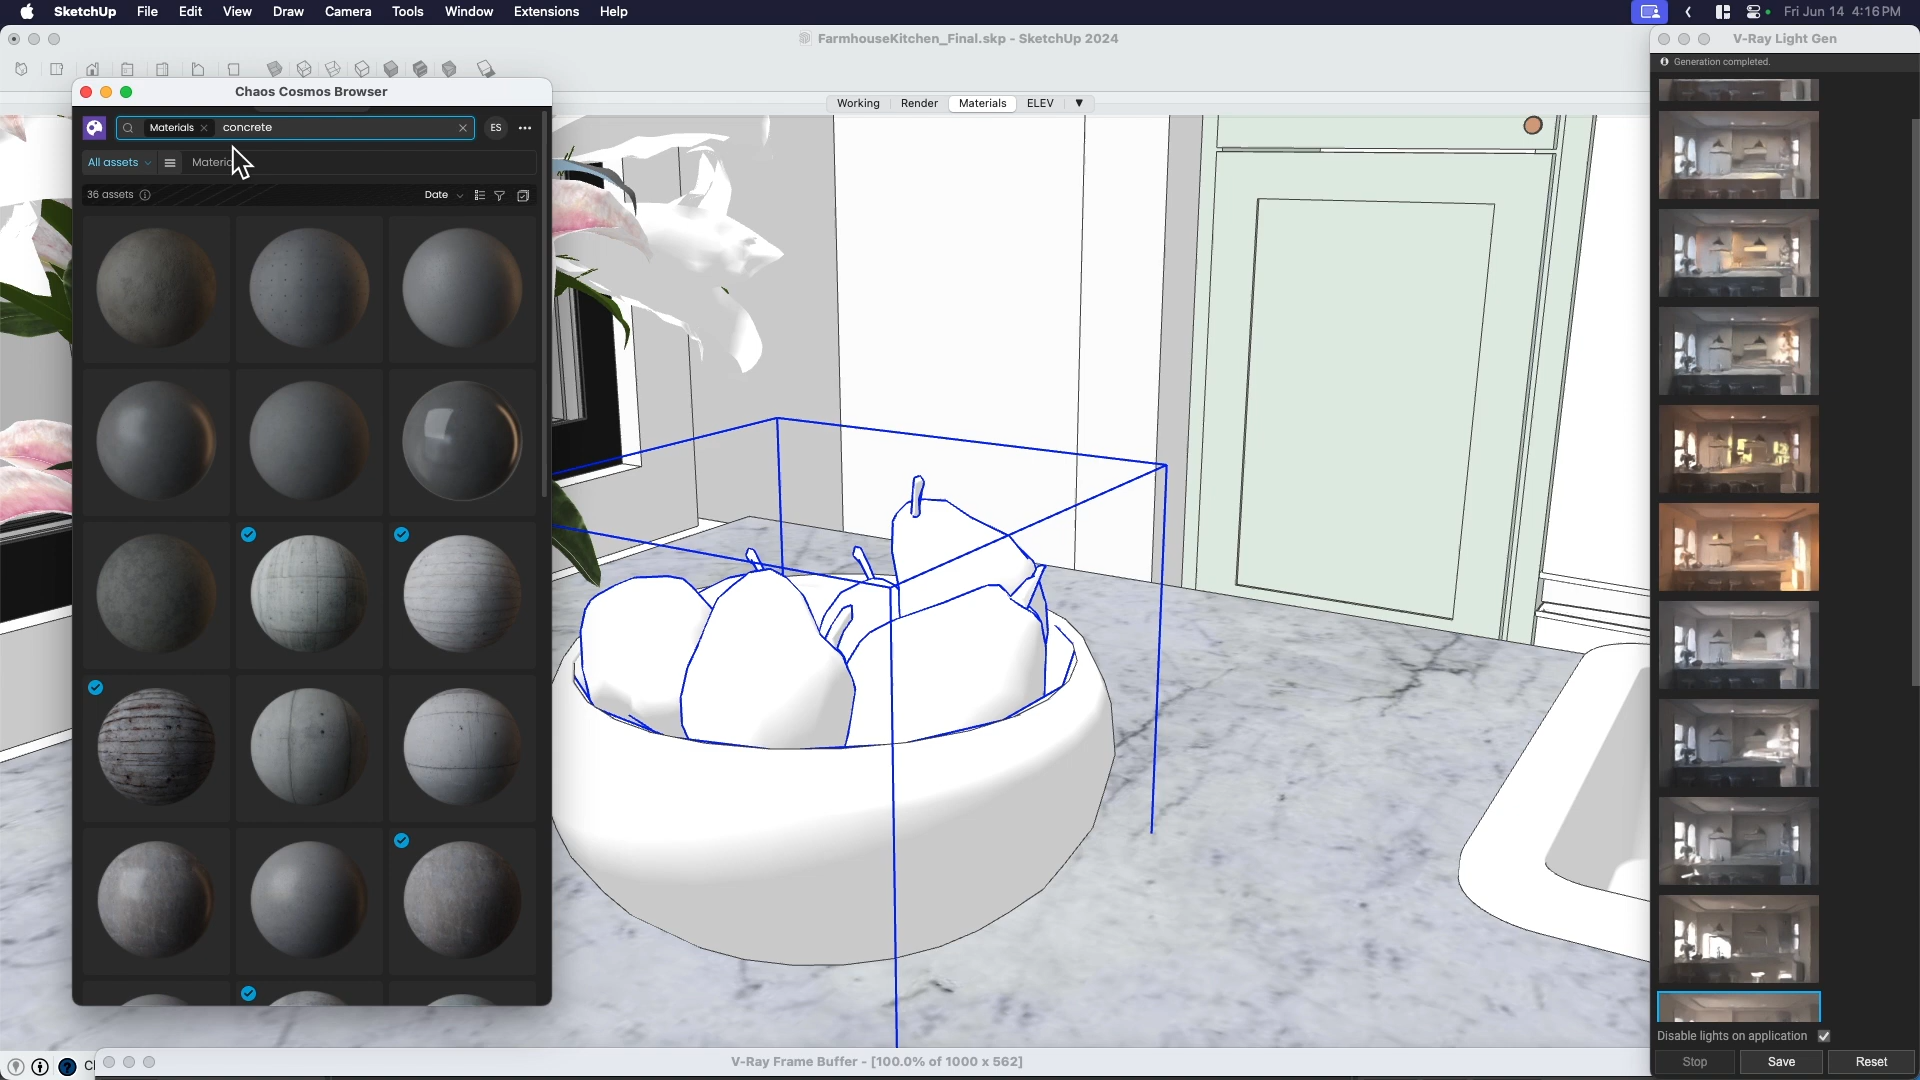 SketchUp File Edit View Draw Camera Tools Window Extensions Help
Fri Jun 14 4:16 PM
FarmhouseKitchen_Final.skp - SketchUp 2024
V-Ray Light Gen
Generation completed.
Chaos Cosmos Browser
Working Render Materials ELEV
Materials concrete ES
All assets
36 assets Date
V-Ray Frame Buffer - [100.0% of 1000 x 562]
Disable lights on application
Stop Save Reset